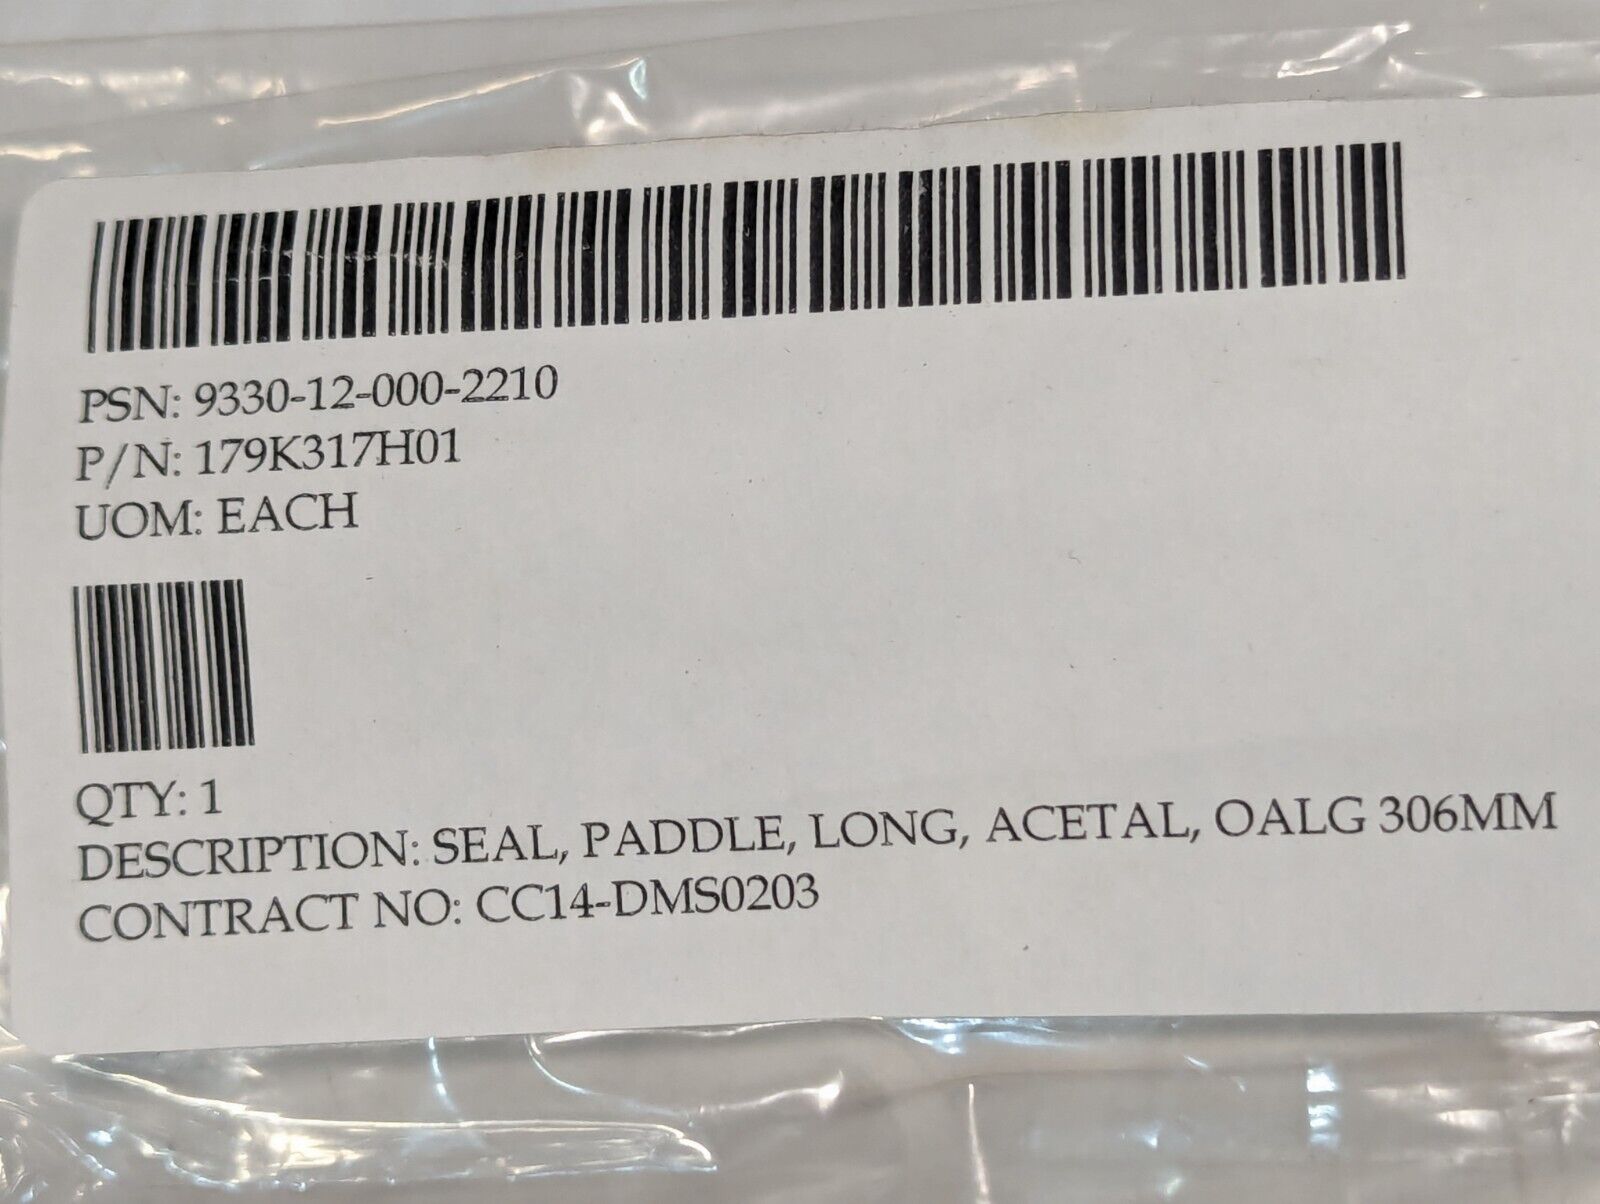 PSN: 9330-12-000-2210
P/N: 179K317H01
UOM: EACH
QTY: 1
DESCRIPTION: SEAL, PADDLE, LONG, ACETAL, OALG 306MM
CONTRACT NO: CC14-DMS0203